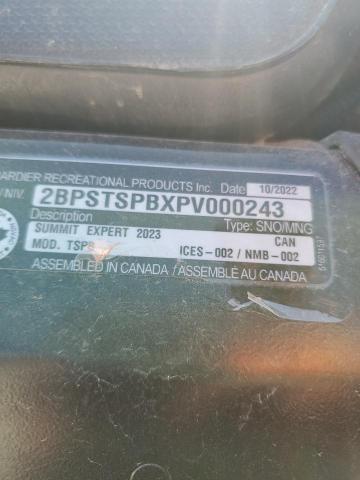 ARDIER RECREATIONAL PRODUCTS Inc. Date 10/2022
/NIV. 2BPSTSPBXPV000243
Description Type: SNO/MNG
SUMMIT EXPERT 2023 CAN
MOD. TSPB ICES-002 / NMB-002
ASSEMBLED IN CANADA / ASSEMBLÉ AU CANADA